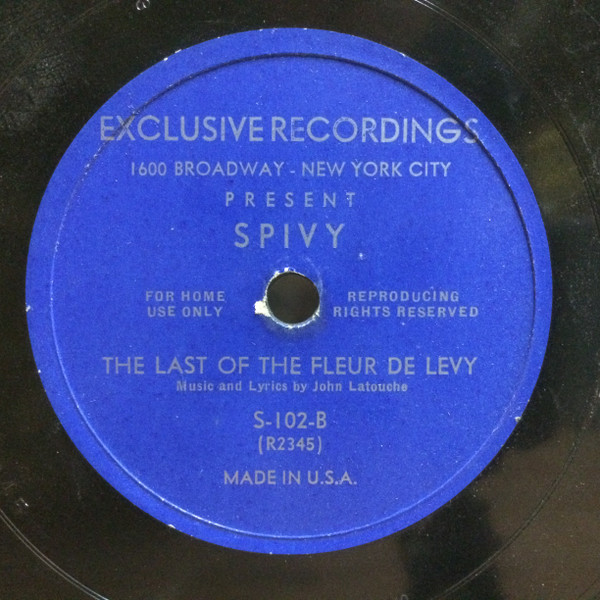 EXCLUSIVE RECORDINGS
1600 BROADWAY - NEW YORK CITY
PRESENT
SPIVY
FOR HOME
USE ONLY
REPRODUCING
RIGHTS RESERVED
THE LAST OF THE FLEUR DE LEVY
Music and Lyrics by John Latouche
S-102-B
(R2345)
MADE IN U.S.A.